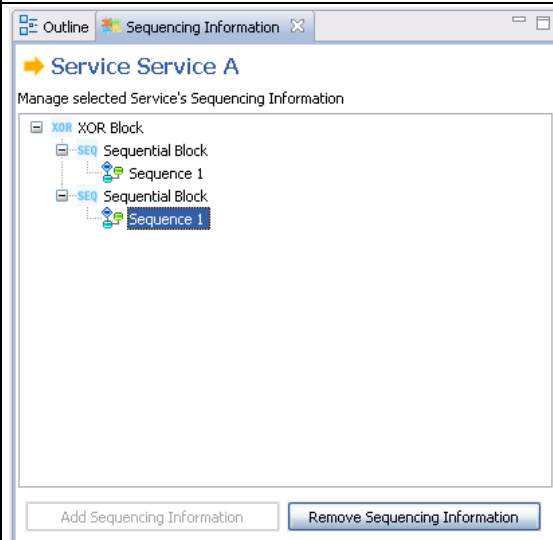 Outline Sequencing Information
Service Service A
Manage selected Service's Sequencing Information
XOR XOR Block
SEQ Sequential Block
Sequence 1
SEQ Sequential Block
Sequence 1
Add Sequencing Information Remove Sequencing Information